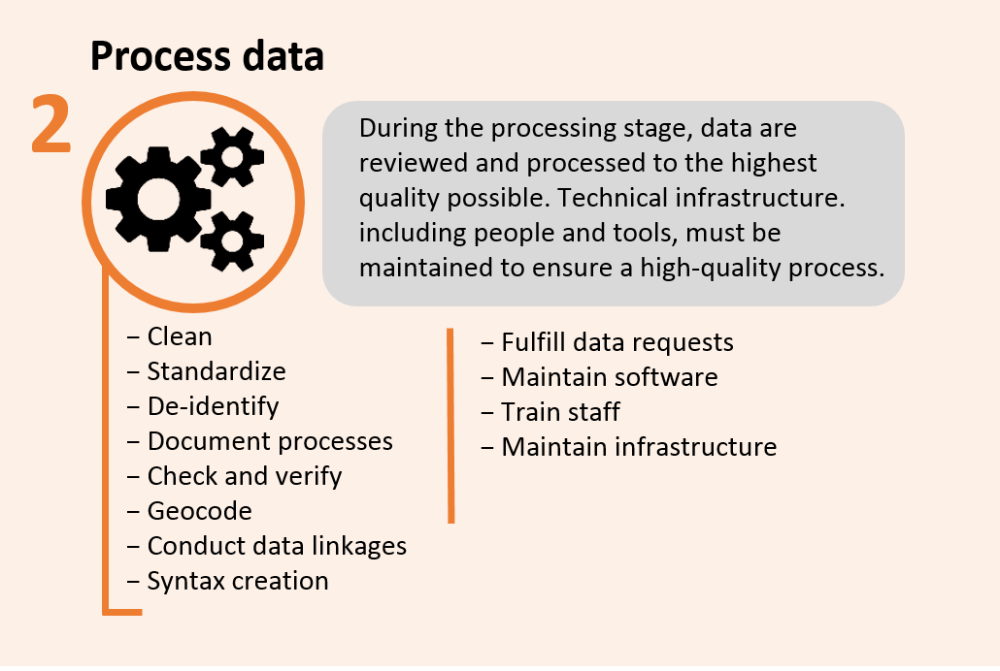 Process data
2
During the processing stage, data are
reviewed and processed to the highest
quality possible. Technical infrastructure.
including people and tools, must be
maintained to ensure a high-quality process.
– Clean
– Standardize
– De-identify
– Document processes
– Check and verify
– Geocode
– Conduct data linkages
– Syntax creation
– Fulfill data requests
– Maintain software
– Train staff
– Maintain infrastructure